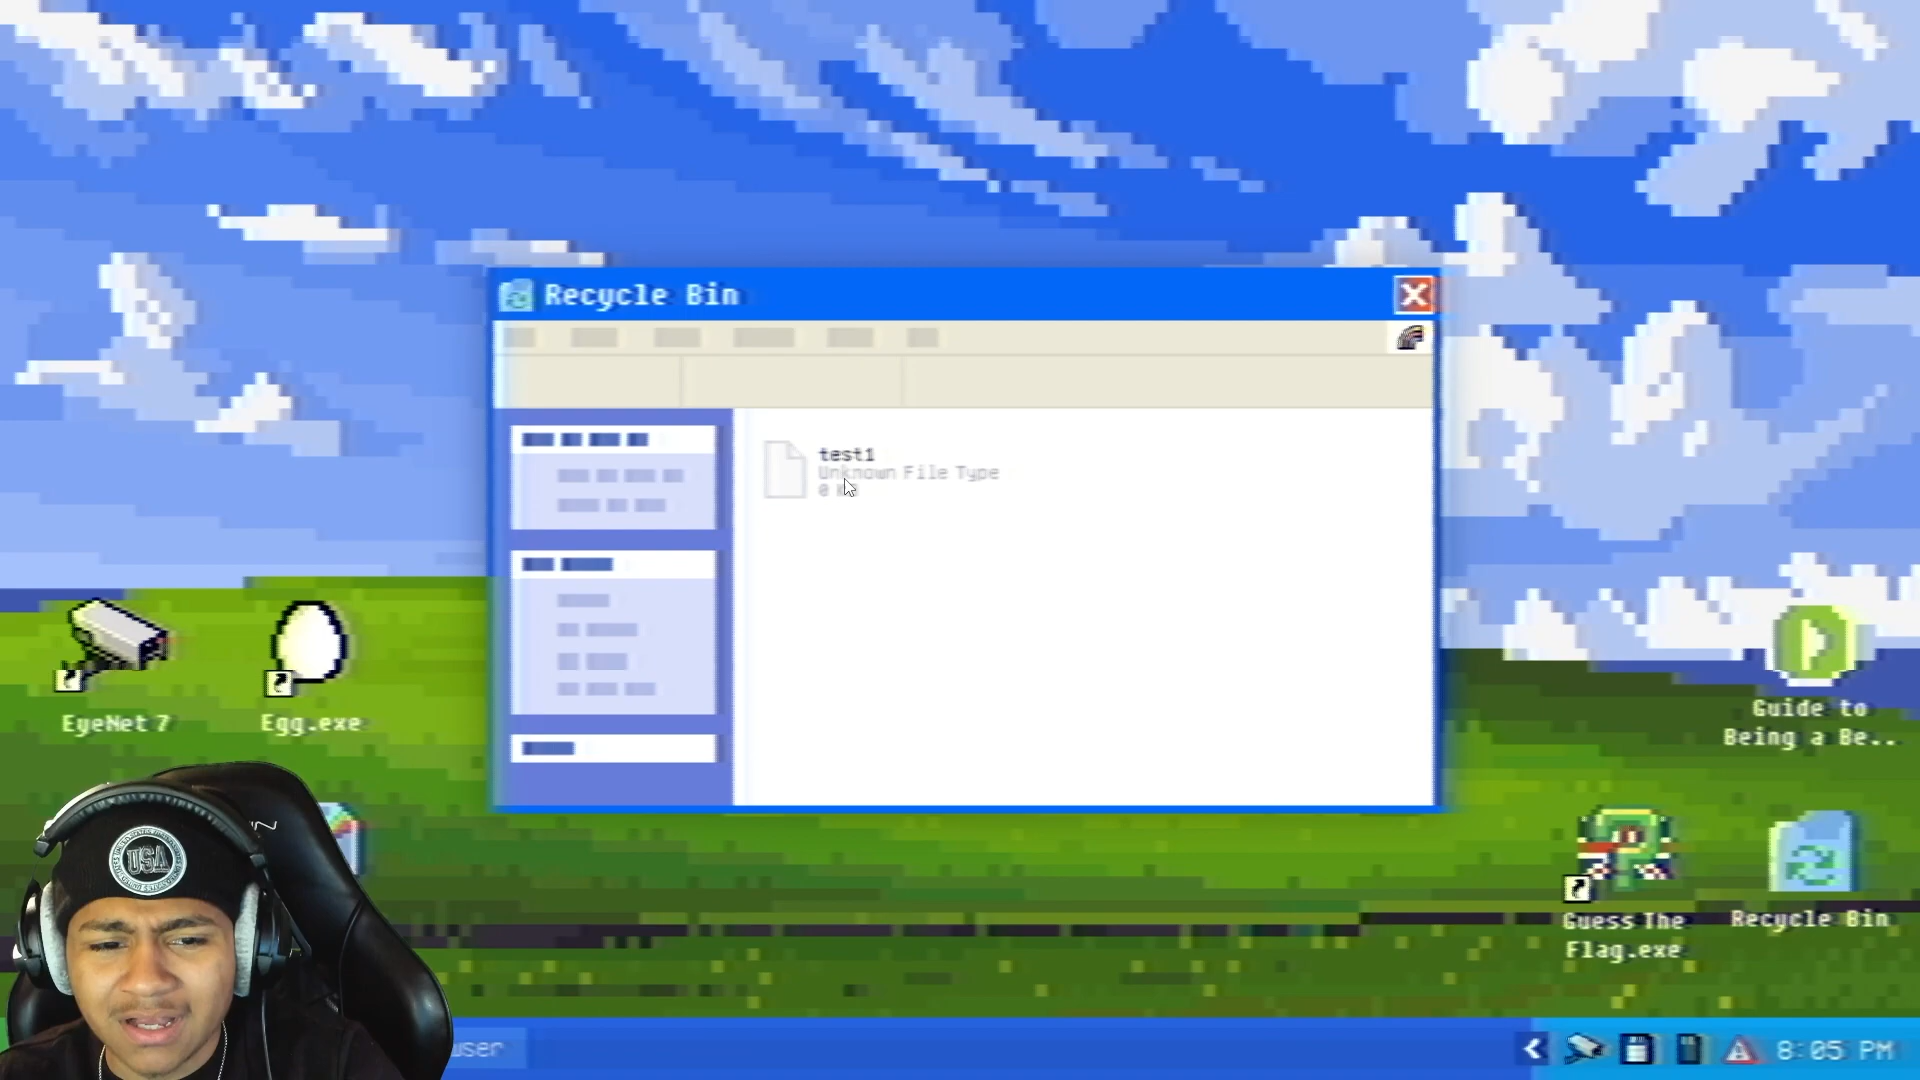 Recycle Bin
test1
Unknown File Type
EyeNet 7
Egg.exe
Guide to
Being a Be..
Guess The
Flag.exe
Recycle Bin
USA
8:05 PM